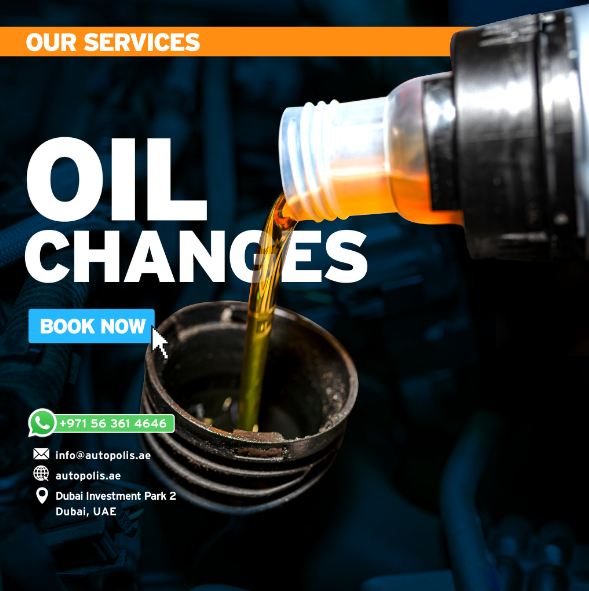 OUR SERVICES
OIL
CHANGES
BOOK NOW
+971 56 361 4646
info@autopolis.ae
autopolis.ae
Dubai Investment Park 2
Dubai, UAE